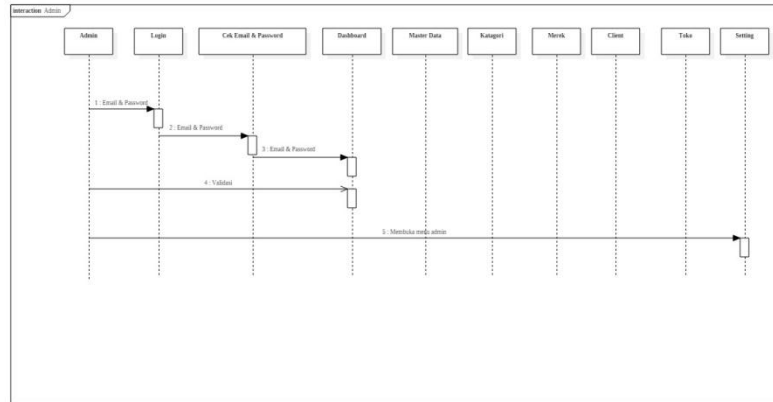 interaction Admin
Admin
Login
Cek Email & Password
Dashboard
Master Data
Katagori
Merek
Client
Toko
Setting
1 : Email & Password
2 : Email & Password
3 : Email & Password
4 : Validasi
5 : Membuka menu admin